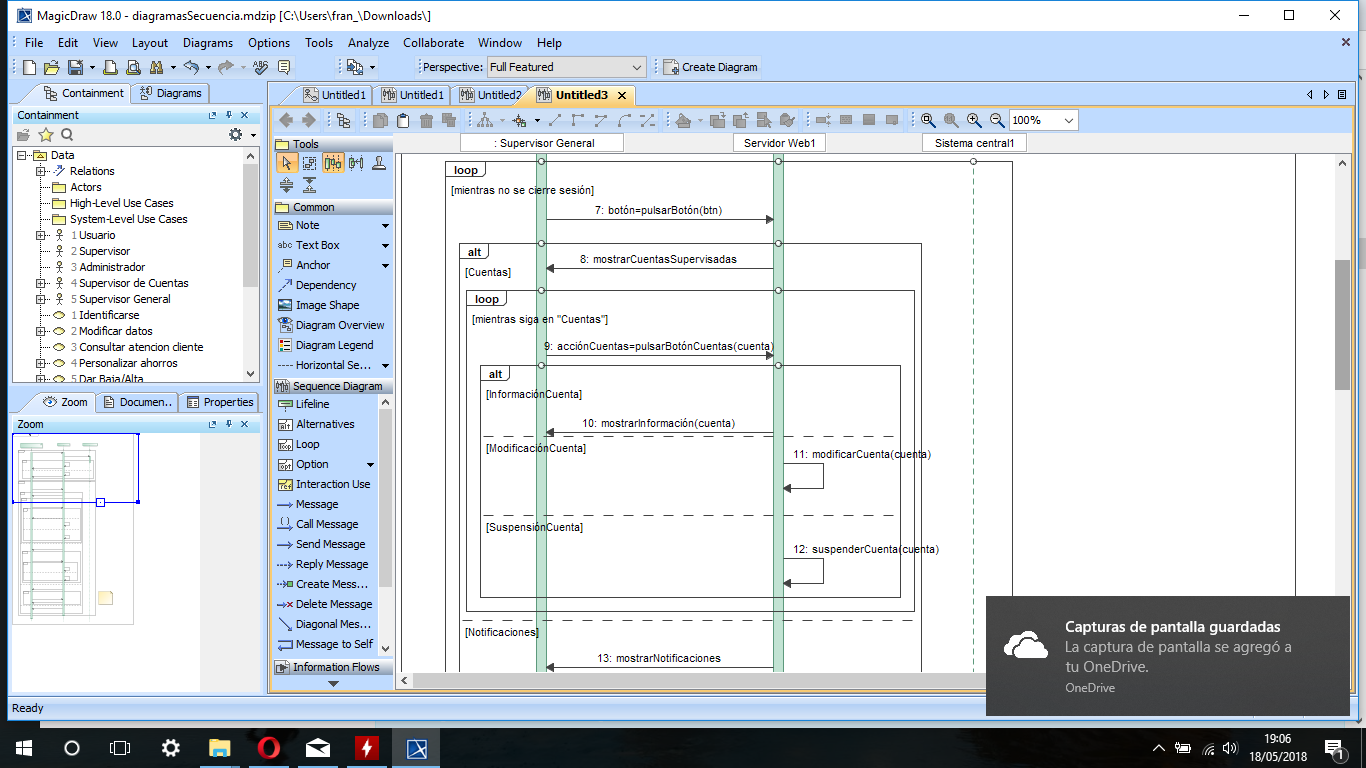 MagicDraw 18.0 - diagramasSecuencia.mdzip [C:\Users\fran_\Downloads\]
File Edit View Layout Diagrams Options Tools Analyze Collaborate Window Help
Perspective: Full Featured Create Diagram
Containment Diagrams
Containment
Data
Relations
Actors
High-Level Use Cases
System-Level Use Cases
1 Usuario
2 Supervisor
3 Administrador
4 Supervisor de Cuentas
5 Supervisor General
1 Identificarse
2 Modificar datos
3 Consultar atencion cliente
4 Personalizar ahorros
5 Dar Baja/Alta
Zoom Documen... Properties
Zoom
Untitled1 Untitled1 Untitled2 Untitled3
100%
Tools
Common
Note
abc Text Box
Anchor
Dependency
Image Shape
Diagram Overview
Diagram Legend
Horizontal Se...
Sequence Diagram
Lifeline
Alternatives
Loop
Option
Interaction Use
Message
Call Message
Send Message
Reply Message
Create Mess...
Delete Message
Diagonal Mes...
Message to Self
Information Flows
: Supervisor General Servidor Web1 Sistema central1
loop
[mientras no se cierre sesión]
7: botón=pulsarBotón(btn)
alt
8: mostrarCuentasSupervisadas
[Cuentas]
loop
[mientras siga en "Cuentas"]
9: acciónCuentas=pulsarBotónCuentas(cuenta)
alt
[InformaciónCuenta]
10: mostrarInformación(cuenta)
[ModificaciónCuenta]
11: modificarCuenta(cuenta)
[SuspensiónCuenta]
12: suspenderCuenta(cuenta)
[Notificaciones]
13: mostrarNotificaciones
Capturas de pantalla guardadas
La captura de pantalla se agregó a
tu OneDrive.
OneDrive
Ready
19:06
18/05/2018
1